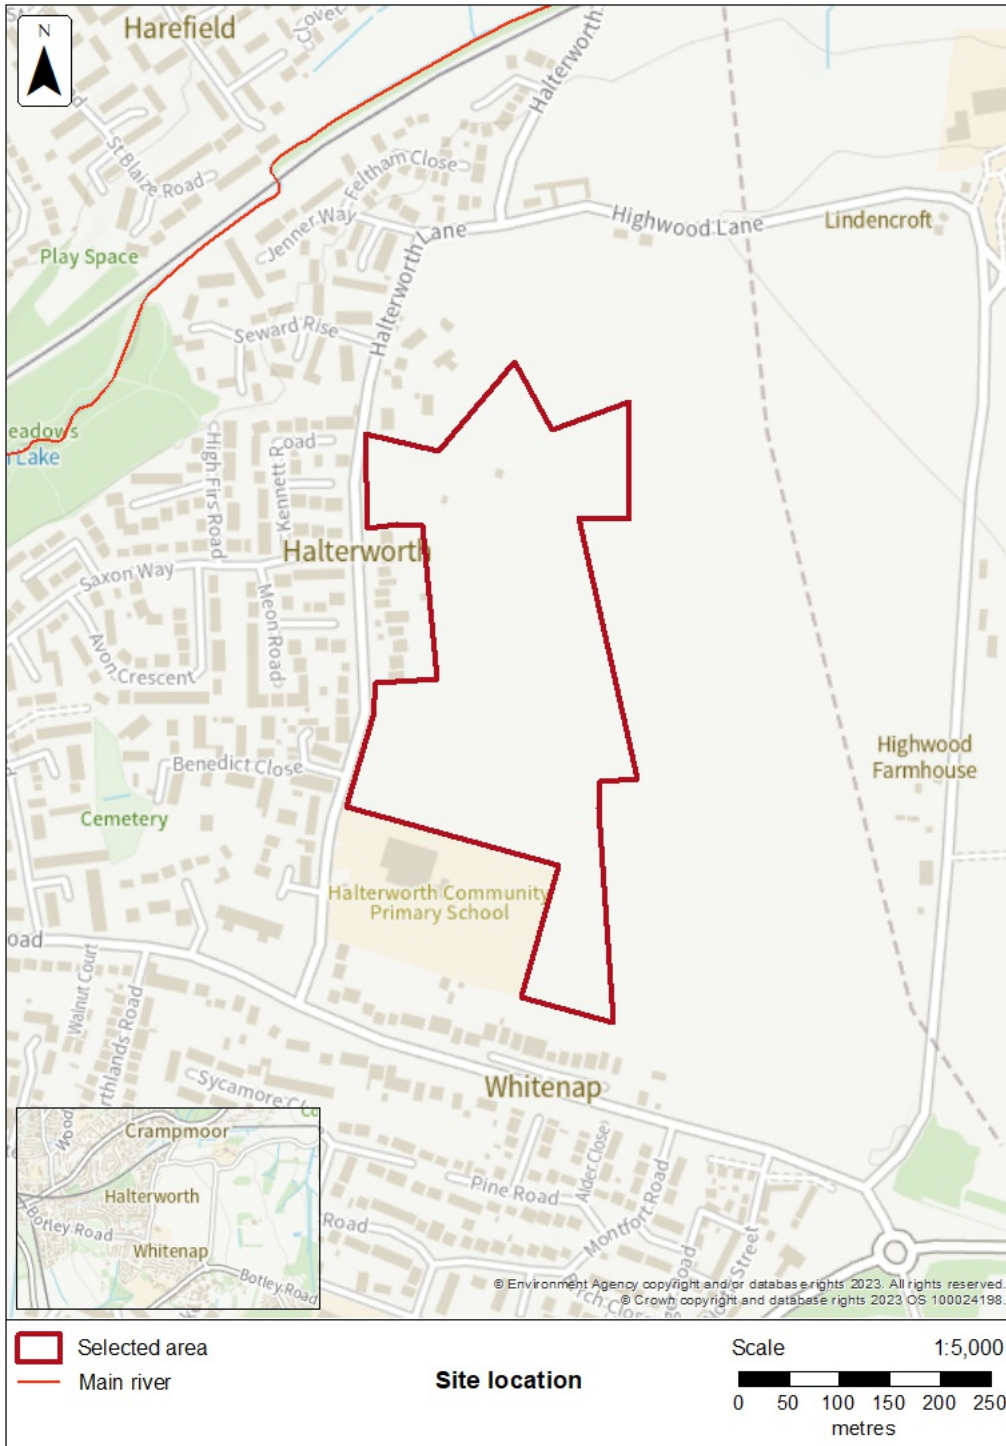 N
Harefield
St Blaize Road
Feltham Close
Jenner Way
Halterworth
Halterworth Lane
Highwood Lane
Lindencroft
Play Space
Seward Rise
eadows
Lake
High Firs Road
Kennett Road
Halterworth
Saxon Way
Meon Road
Avon Crescent
Benedict Close
Cemetery
Highwood
Farmhouse
Halterworth Community
Primary School
oad
Walnut Court
rthlands Road
Whitenap
Sycamore Clo
Pine Road
Alder Close
Montfort Road
Road
Street
Road
Crampmoor
Wood
Halterworth
Botley Road
Whitenap
Botley Road
© Environment Agency copyright and/or database rights 2023. All rights reserved.
© Crown copyright and database rights 2023 OS 100024198.
Selected area
Main river
Site location
Scale 1:5,000
0 50 100 150 200 250
metres